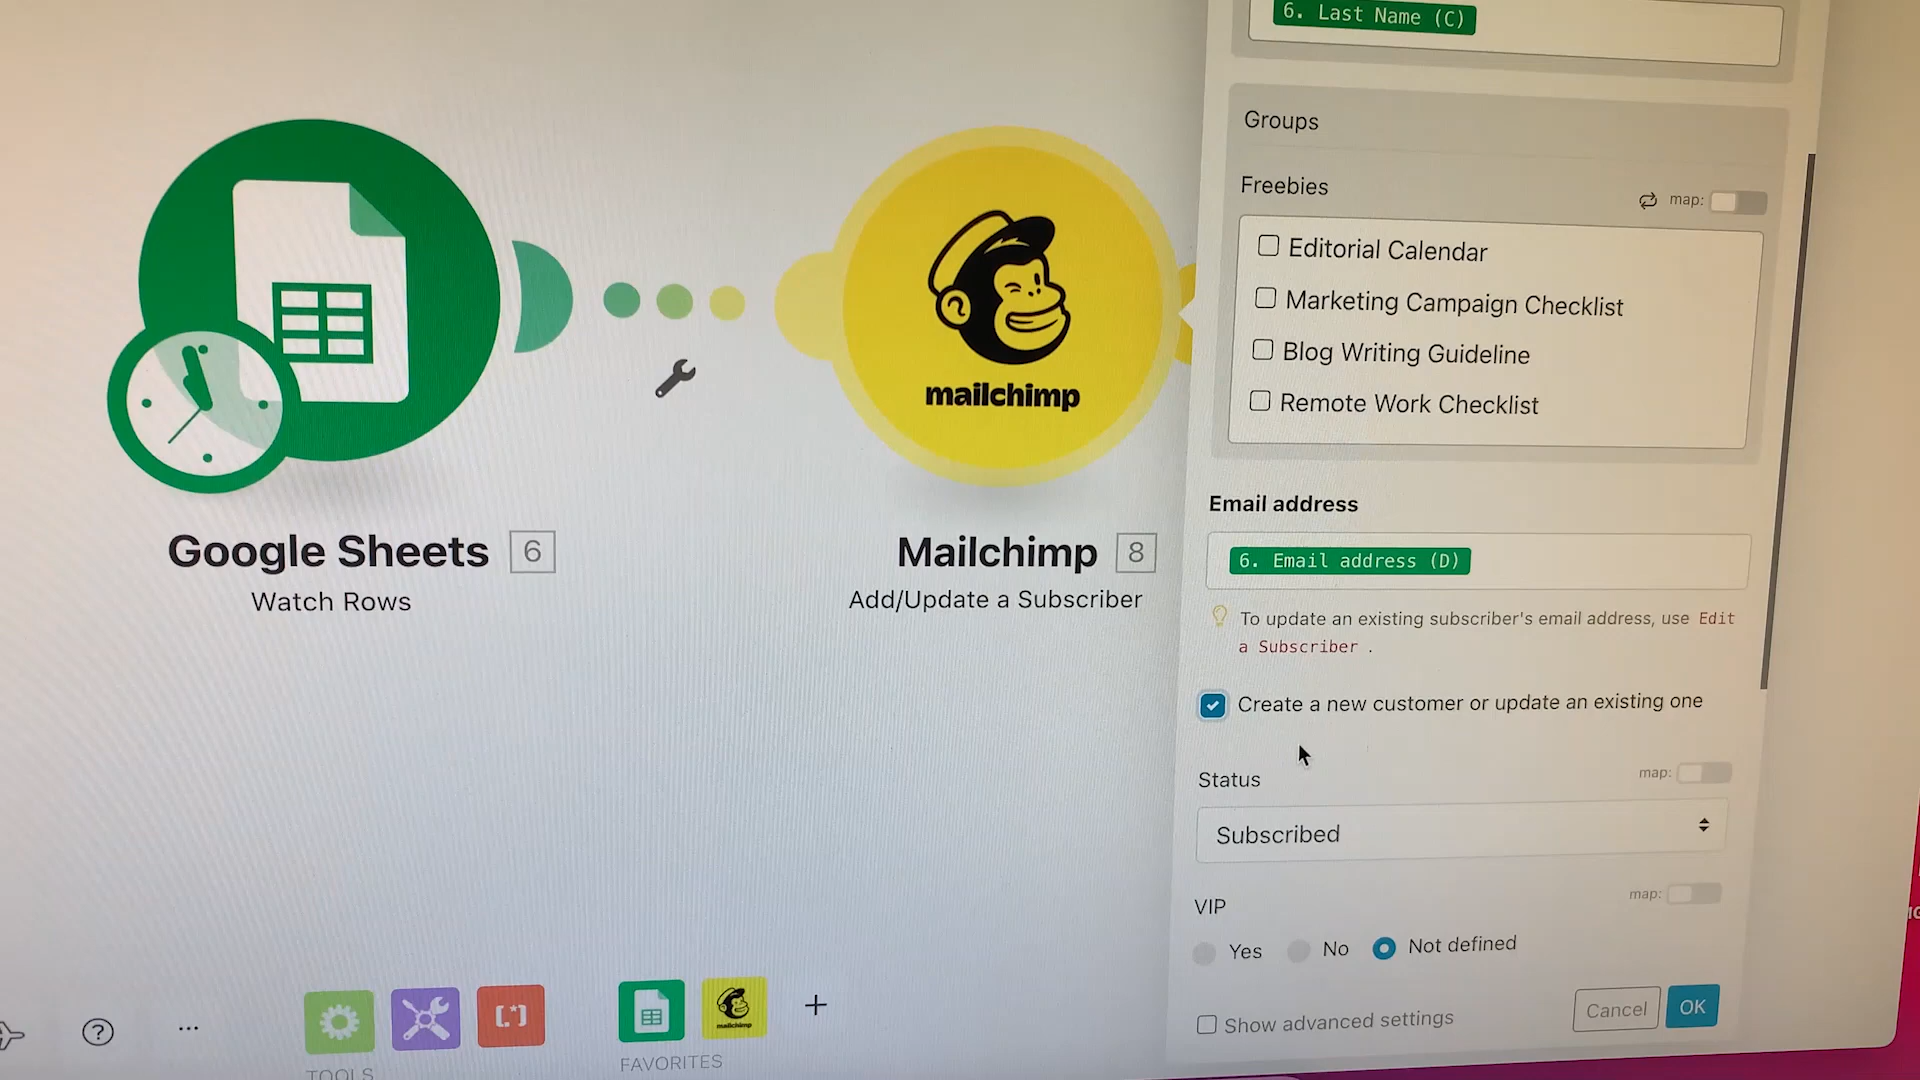 6. Last Name (C)
Groups
Freebies
map:
Editorial Calendar
Marketing Campaign Checklist
Blog Writing Guideline
Remote Work Checklist
Email address
6. Email address (D)
To update an existing subscriber's email address, use Edit
a Subscriber .
Create a new customer or update an existing one
Status
map:
Subscribed
VIP
map:
Yes
No
Not defined
Show advanced settings
Cancel
OK
mailchimp
Google Sheets 6
Watch Rows
Mailchimp 8
Add/Update a Subscriber
?
...
[.*]
mailchimp
+
TOOLS
FAVORITES